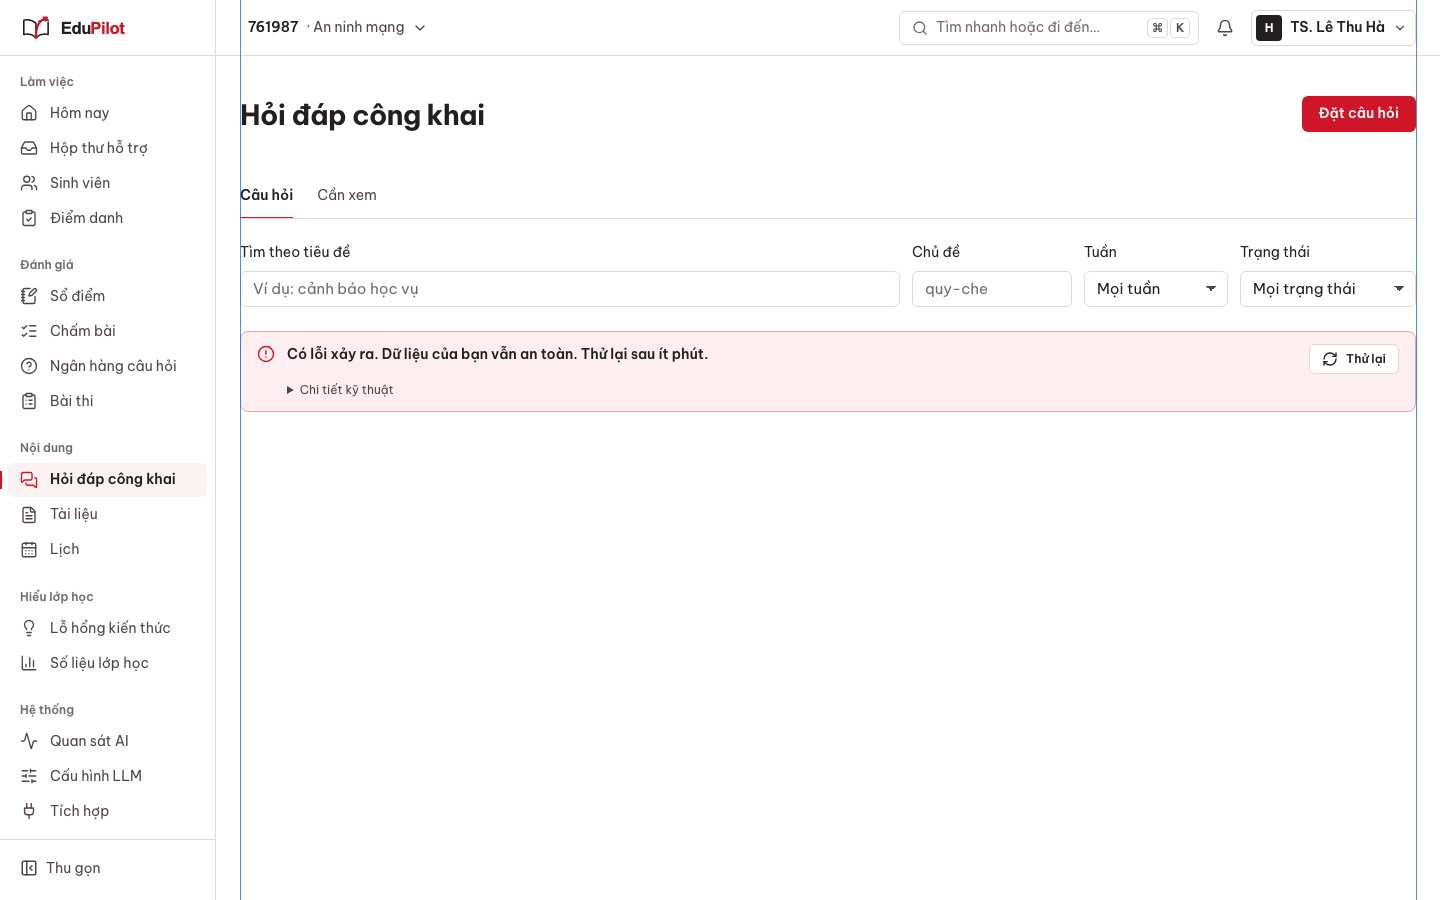 EduPilot
761987 · An ninh mạng
Tìm nhanh hoặc đi đến...
⌘ K
H
TS. Lê Thu Hà
Làm việc
Hôm nay
Hộp thư hỗ trợ
Sinh viên
Điểm danh
Đánh giá
Sổ điểm
Chấm bài
Ngân hàng câu hỏi
Bài thi
Nội dung
Hỏi đáp công khai
Tài liệu
Lịch
Hiểu lớp học
Lỗ hổng kiến thức
Số liệu lớp học
Hệ thống
Quan sát AI
Cấu hình LLM
Tích hợp
Thu gọn
Hỏi đáp công khai
Đặt câu hỏi
Câu hỏi
Cần xem
Tìm theo tiêu đề
Chủ đề
Tuần
Trạng thái
Ví dụ: cảnh báo học vụ
quy-che
Mọi tuần
Mọi trạng thái
Có lỗi xảy ra. Dữ liệu của bạn vẫn an toàn. Thử lại sau ít phút.
Thử lại
Chi tiết kỹ thuật